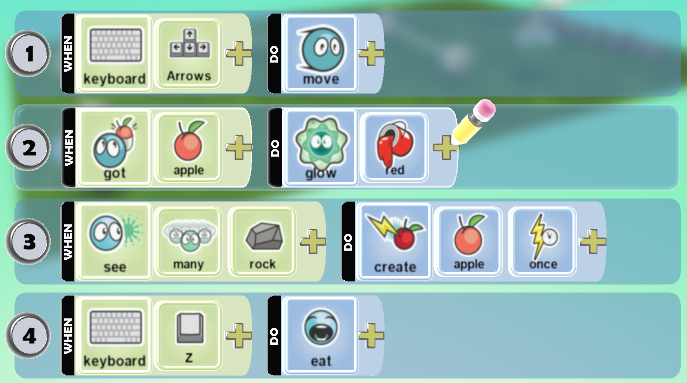 1 WHEN keyboard Arrows DO move
2 WHEN got apple DO glow red
3 WHEN see many rock DO create apple once
4 WHEN keyboard Z DO eat